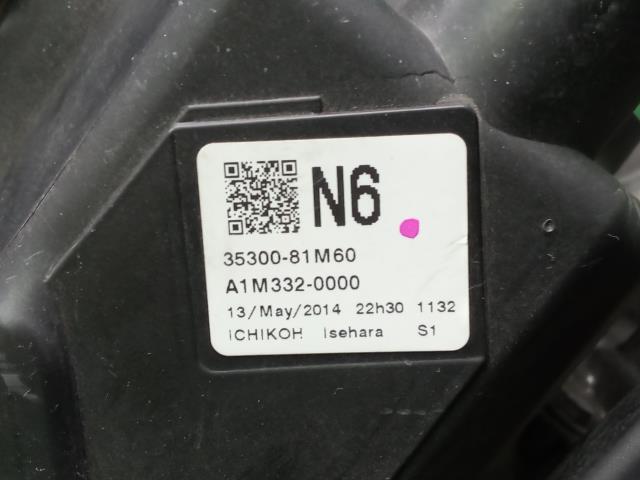 N6
35300-81M60
A1M332-0000
13/May/2014 22h30 1132
ICHIKOH Isehara S1